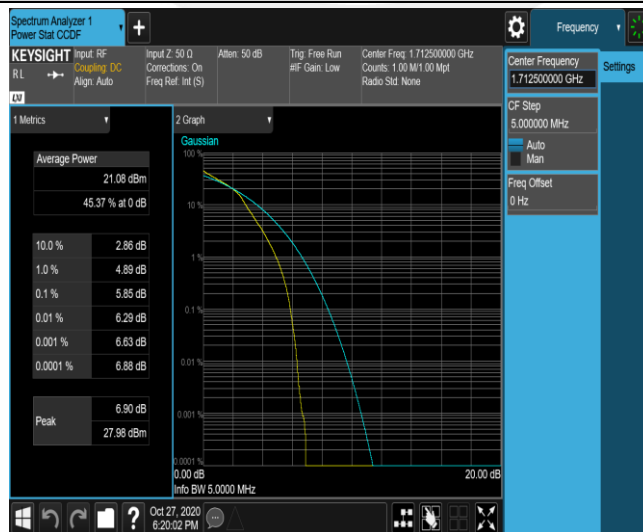 Spectrum Analyzer 1
Power Stat CCDF
+
Frequency
KEYSIGHT
RL
LXI
Input: RF
Coupling: DC
Align: Auto
Input Z: 50 Ω
Corrections: On
Freq Ref: Int (S)
Atten: 50 dB
Trig: Free Run
#IF Gain: Low
Center Freq: 1.712500000 GHz
Counts: 1.00 M/1.00 Mpt
Radio Std: None
Center Frequency
1.712500000 GHz
Settings
CF Step
5.000000 MHz
Auto
Man
Freq Offset
0 Hz
1 Metrics
Average Power
21.08 dBm
45.37 % at 0 dB
10.0 % 2.86 dB
1.0 % 4.89 dB
0.1 % 5.85 dB
0.01 % 6.29 dB
0.001 % 6.63 dB
0.0001 % 6.88 dB
Peak 6.90 dB
27.98 dBm
2 Graph
Gaussian
100 %
10 %
1 %
0.1 %
0.01 %
0.001 %
0.0001 %
0.00 dB 20.00 dB
Info BW 5.0000 MHz
?
Oct 27, 2020
6:20:02 PM